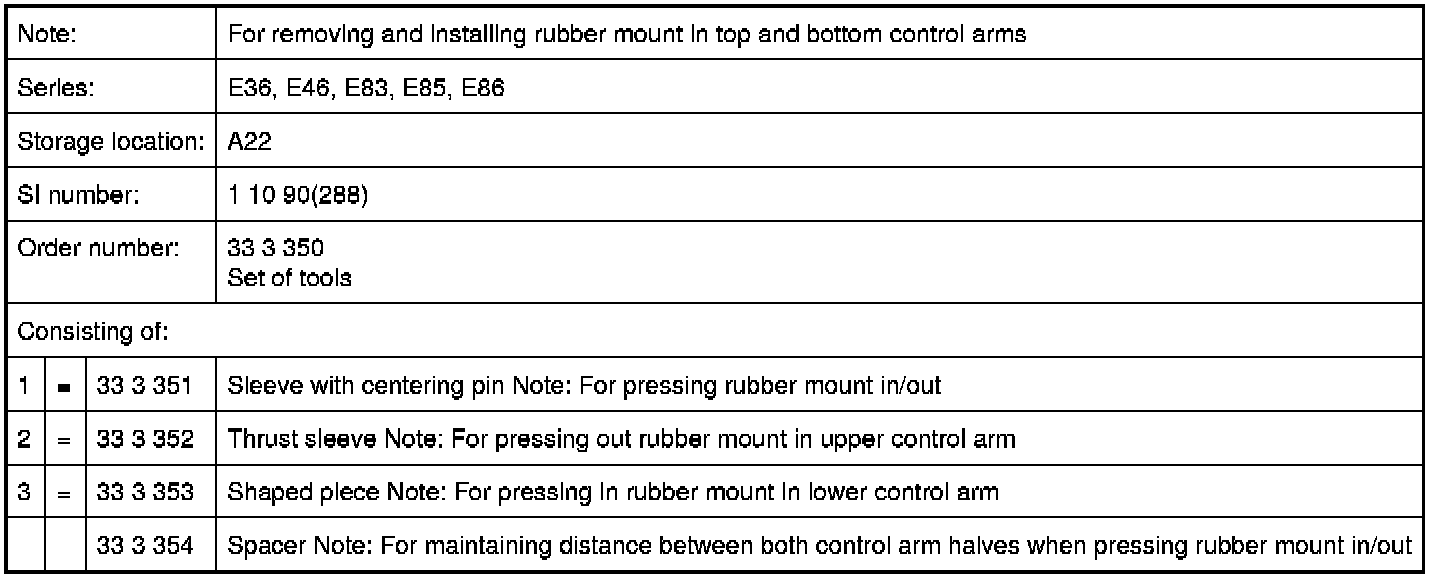 Note: For removing and installing rubber mount in top and bottom control arms
Series: E36, E46, E83, E85, E86
Storage location: A22
SI number: 1 10 90(288)
Order number: 33 3 350
Set of tools
Consisting of:
1 = 33 3 351 Sleeve with centering pin Note: For pressing rubber mount in/out
2 = 33 3 352 Thrust sleeve Note: For pressing out rubber mount in upper control arm
3 = 33 3 353 Shaped piece Note: For pressing in rubber mount in lower control arm
33 3 354 Spacer Note: For maintaining distance between both control arm halves when pressing rubber mount in/out